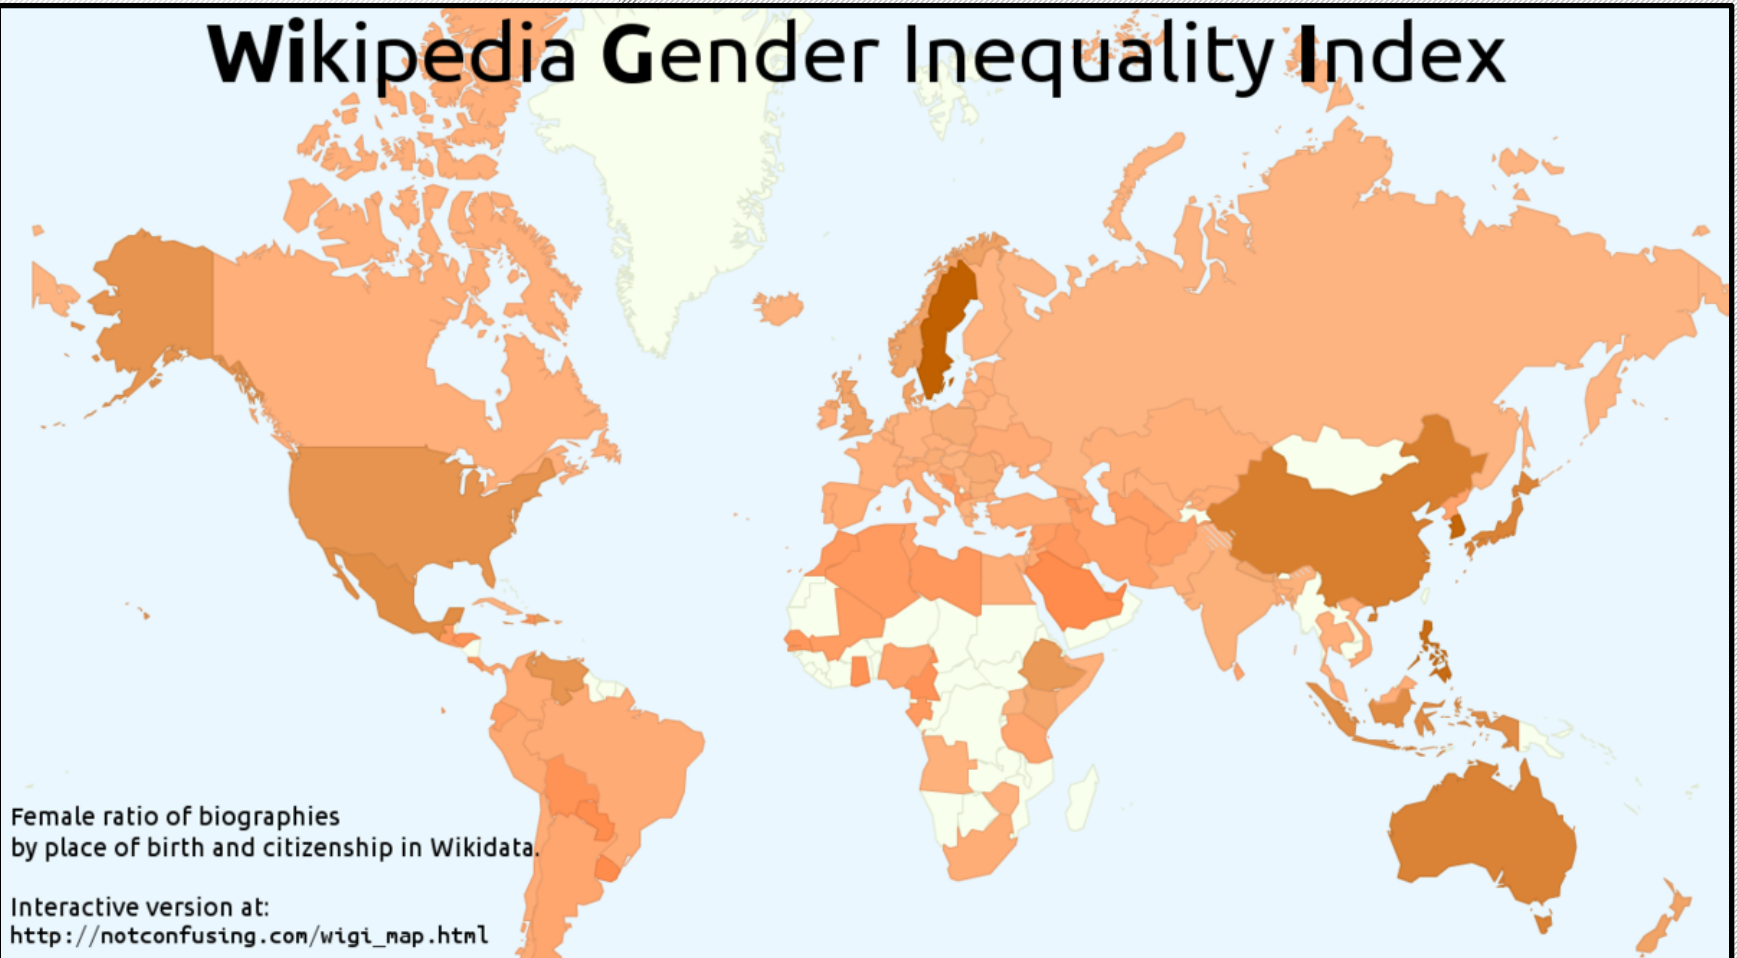 Wikipedia Gender Inequality Index
Female ratio of biographies
by place of birth and citizenship in Wikidata.
Interactive version at:
http://notconfusing.com/wigi_map.html